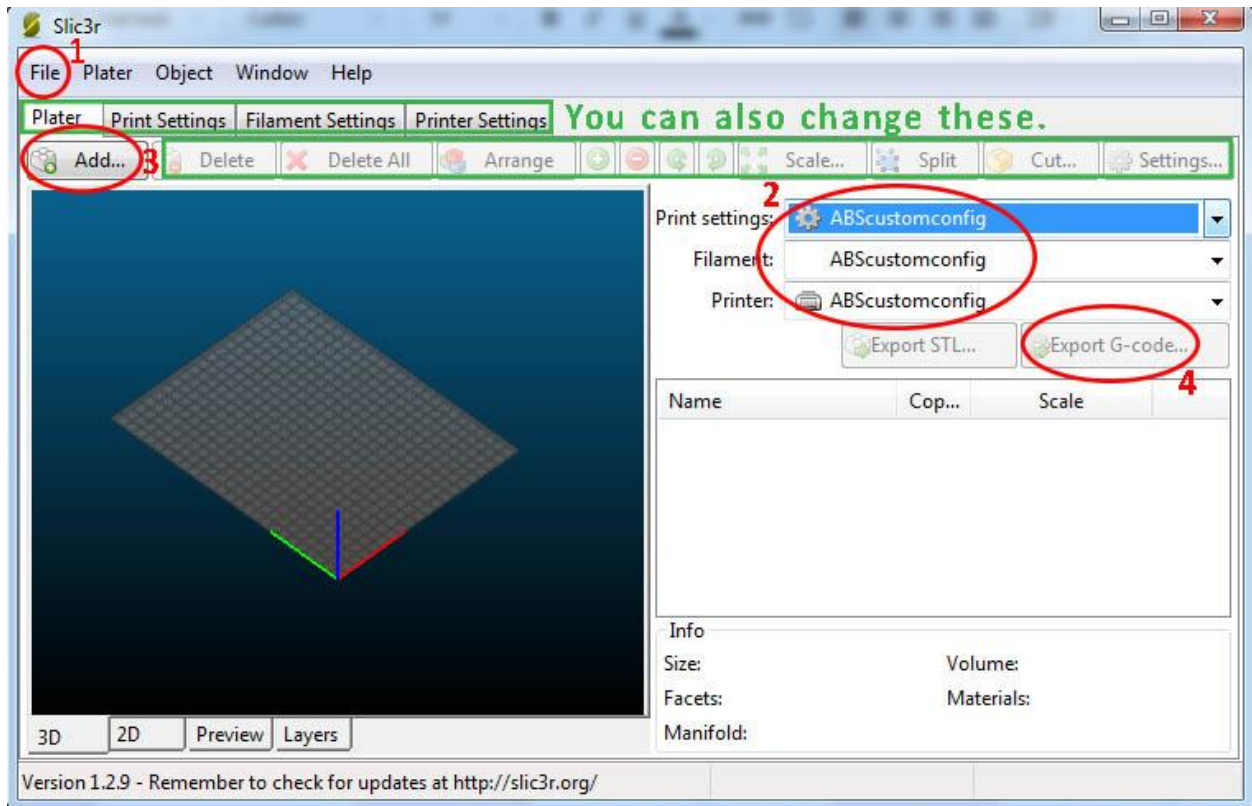 Slic3r
1
File Plater Object Window Help
Plater Print Settings Filament Settings Printer Settings You can also change these.
Add... 3 Delete Delete All Arrange Scale... Split Cut... Settings...
2
Print settings: ABScustomconfig
Filament: ABScustomconfig
Printer: ABScustomconfig
Export STL... Export G-code...
4
Name Cop... Scale
Info
Size: Volume:
Facets: Materials:
Manifold:
3D 2D Preview Layers
Version 1.2.9 - Remember to check for updates at http://slic3r.org/